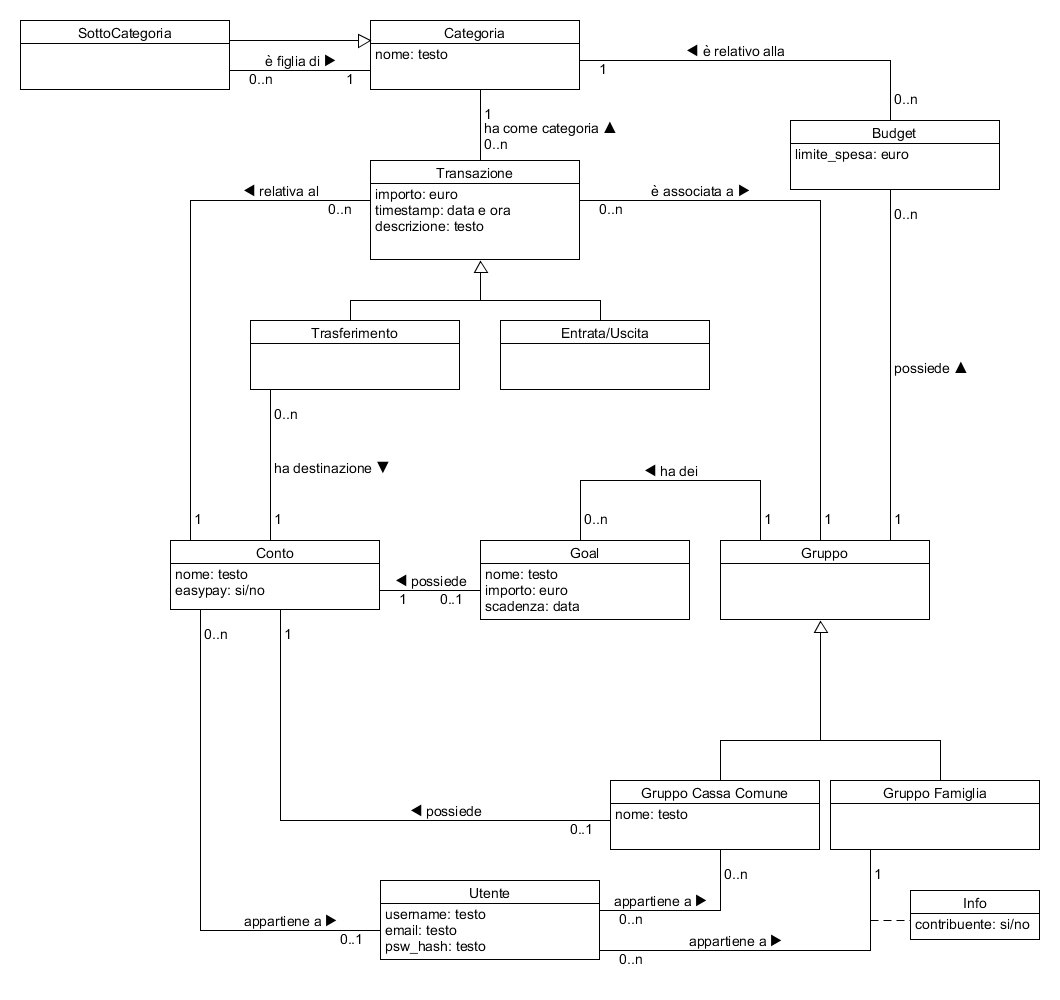 SottoCategoria
Categoria
nome: testo
è figlia di ▶
0..n
1
◀ è relativo alla
1
0..n
1
ha come categoria ▲
0..n
Budget
limite_spesa: euro
0..n
Transazione
importo: euro
timestamp: data e ora
descrizione: testo
◀ relativa al
0..n
è associata a ▶
0..n
Trasferimento
Entrata/Uscita
0..n
possiede ▲
ha destinazione ▼
◀ ha dei
1
1
0..n
1
1
1
Conto
nome: testo
easypay: si/no
◀ possiede
1
0..1
Goal
nome: testo
importo: euro
scadenza: data
Gruppo
0..n
1
Gruppo Cassa Comune
nome: testo
Gruppo Famiglia
◀ possiede
0..1
0..n
1
Utente
username: testo
email: testo
psw_hash: testo
appartiene a ▶
0..n
Info
contribuente: si/no
appartiene a ▶
0..1
appartiene a ▶
0..n